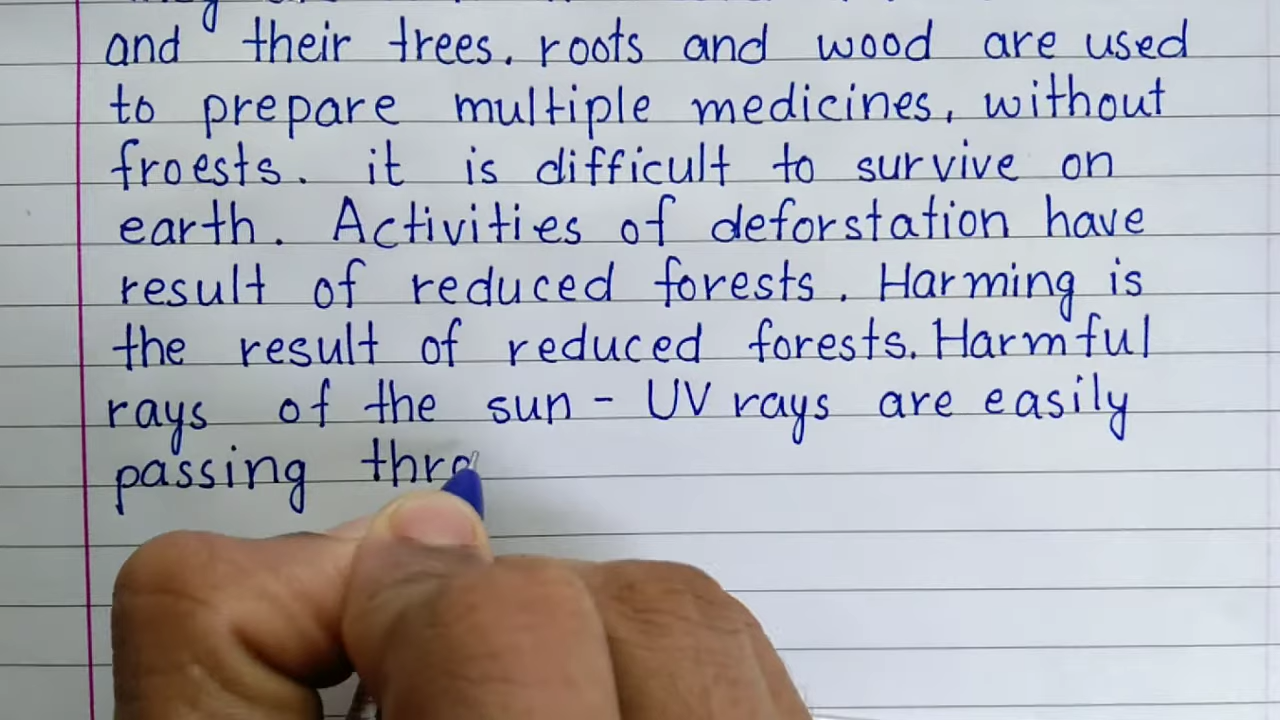 and their trees. roots and wood are used
to prepare multiple medicines, without
froests. it is difficult to survive on
earth. Activities of deforstation have
result of reduced forests. Harming is
the result of reduced forests. Harmful
rays of the sun - UV rays are easily
passing thro